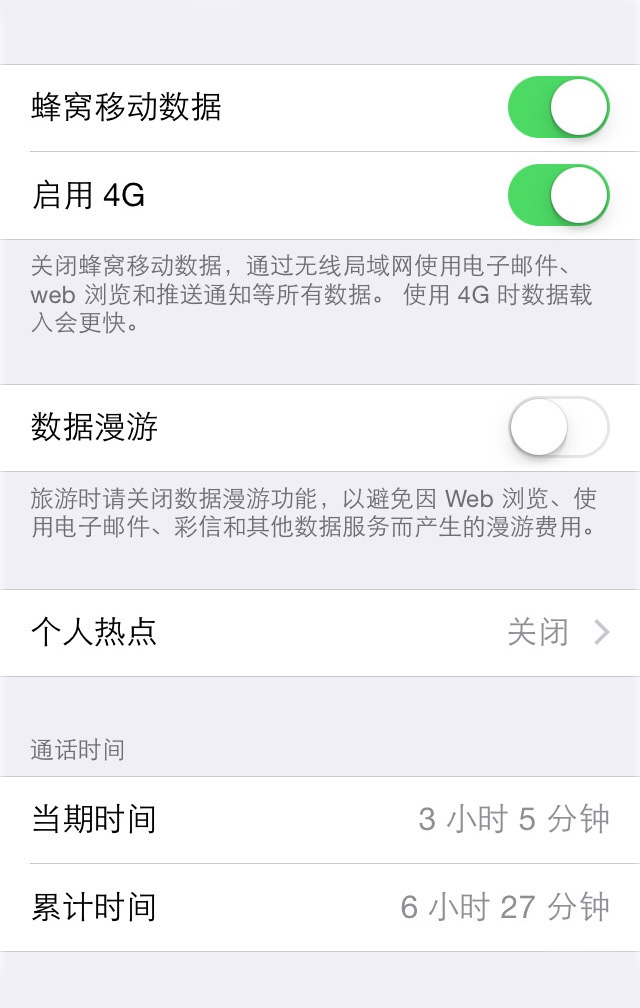 蜂窝移动数据
启用 4G
关闭蜂窝移动数据，通过无线局域网使用电子邮件、
web 浏览和推送通知等所有数据。 使用 4G 时数据载
入会更快。
数据漫游
旅游时请关闭数据漫游功能，以避免因 Web 浏览、使
用电子邮件、彩信和其他数据服务而产生的漫游费用。
个人热点 关闭
通话时间
当期时间 3 小时 5 分钟
累计时间 6 小时 27 分钟